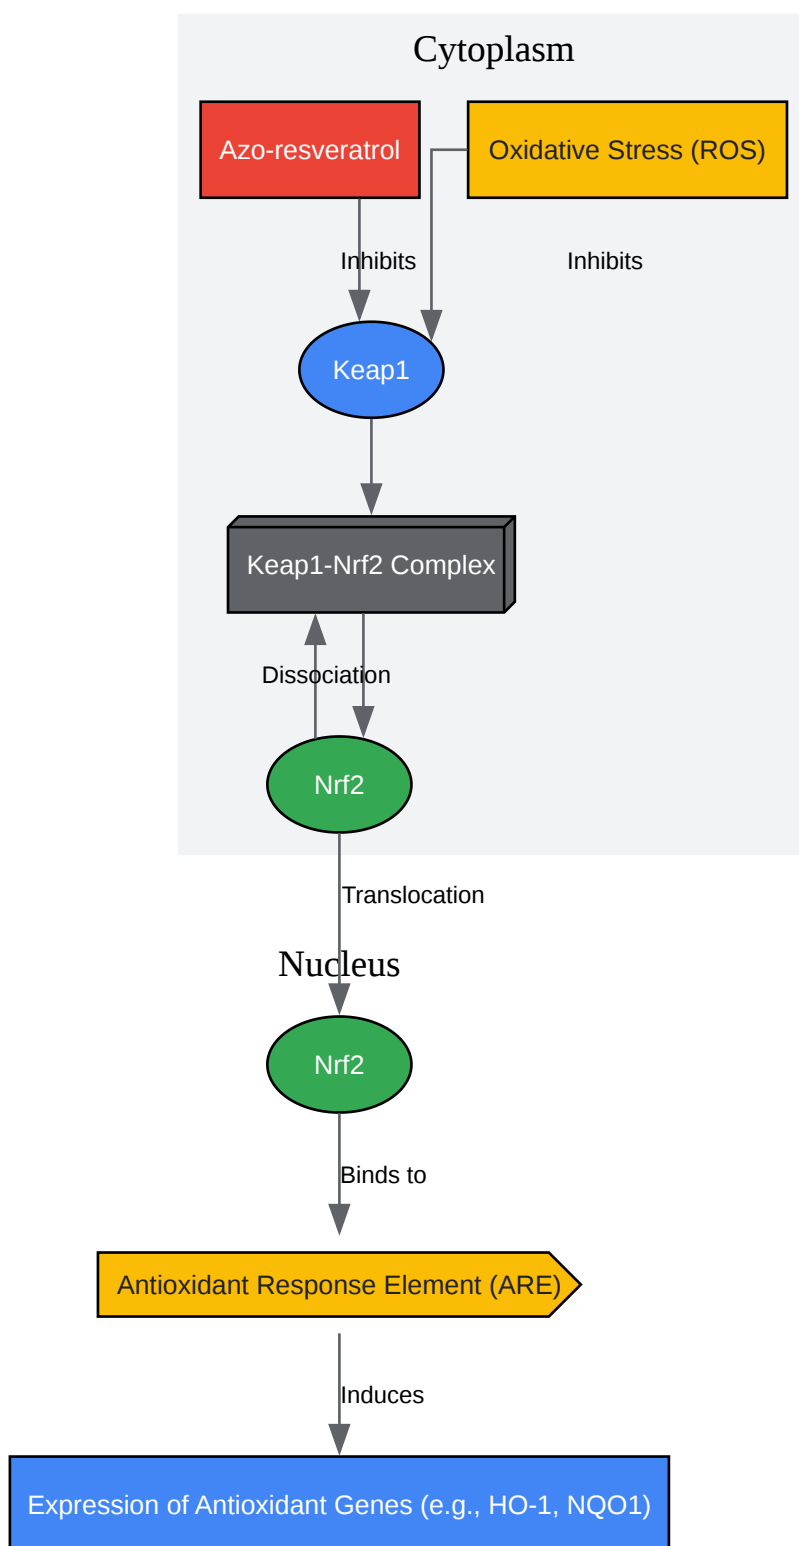 Cytoplasm
Azo-resveratrol
Oxidative Stress (ROS)
Inhibits
Inhibits
Keap1
Keap1-Nrf2 Complex
Dissociation
Nrf2
Translocation
Nucleus
Nrf2
Binds to
Antioxidant Response Element (ARE)
Induces
Expression of Antioxidant Genes (e.g., HO-1, NQO1)